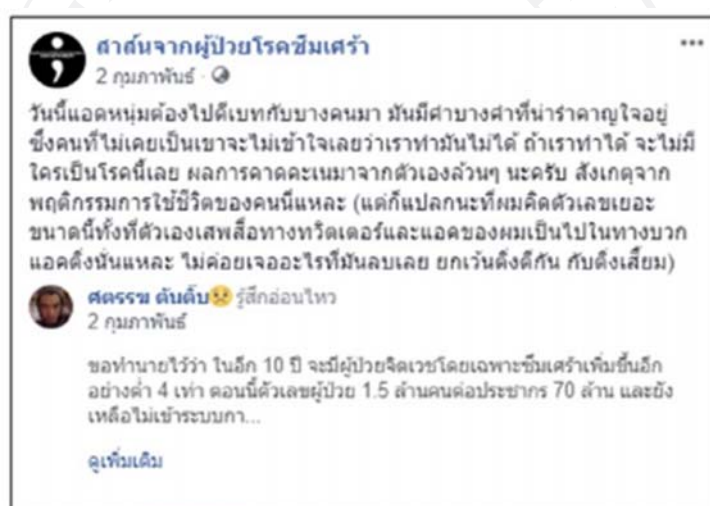 สาส์นจากผู้ป่วยโรคซึมเศร้า
2 กุมภาพันธ์
วันนี้แอดหนุ่มต้องไปดีเบทกับบางคนมา มันมีคำบางคำที่น่ารำคาญใจอยู่
ซึ่งคนที่ไม่เคยเป็นเขาจะไม่เข้าใจเลยว่าเราทำมันไม่ได้ ถ้าเราทำได้ จะไม่มี
ใครเป็นโรคนี้เลย ผลการคาดคะเนมาจากตัวเองล้วนๆ นะครับ สังเกตุจาก
พฤติกรรมการใช้ชีวิตของคนนี่แหละ (แต่ก็แปลกนะที่ผมคิดตัวเลขเยอะ
ขนาดนี้ทั้งที่ตัวเองเสพสื่อทางทวิตเตอร์และแอคของผมเป็นไปในทางบวก
แอคติ่งนั่นแหละ ไม่ค่อยเจออะไรที่มันลบเลย ยกเว้นติ่งตีกัน กับติ่งเสี้ยม)
ศตรรฆ ตันติ้บ รู้สึกอ่อนไหว
2 กุมภาพันธ์
ขอทำนายไว้ว่า ในอีก 10 ปี จะมีผู้ป่วยจิตเวชโดยเฉพาะซึมเศร้าเพิ่มขึ้นอีก
อย่างต่ำ 4 เท่า ตอนนี้ตัวเลขผู้ป่วย 1.5 ล้านคนต่อประชากร 70 ล้าน และยัง
เหลือไม่เข้าระบบกา...
ดูเพิ่มเติม